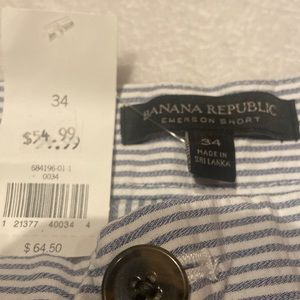 34
$54.99
684196-01-1
0034
1 21377 40034 4
$ 64.50
BANANA REPUBLIC
EMERSON SHORT
34
MADE IN
SRI LANKA